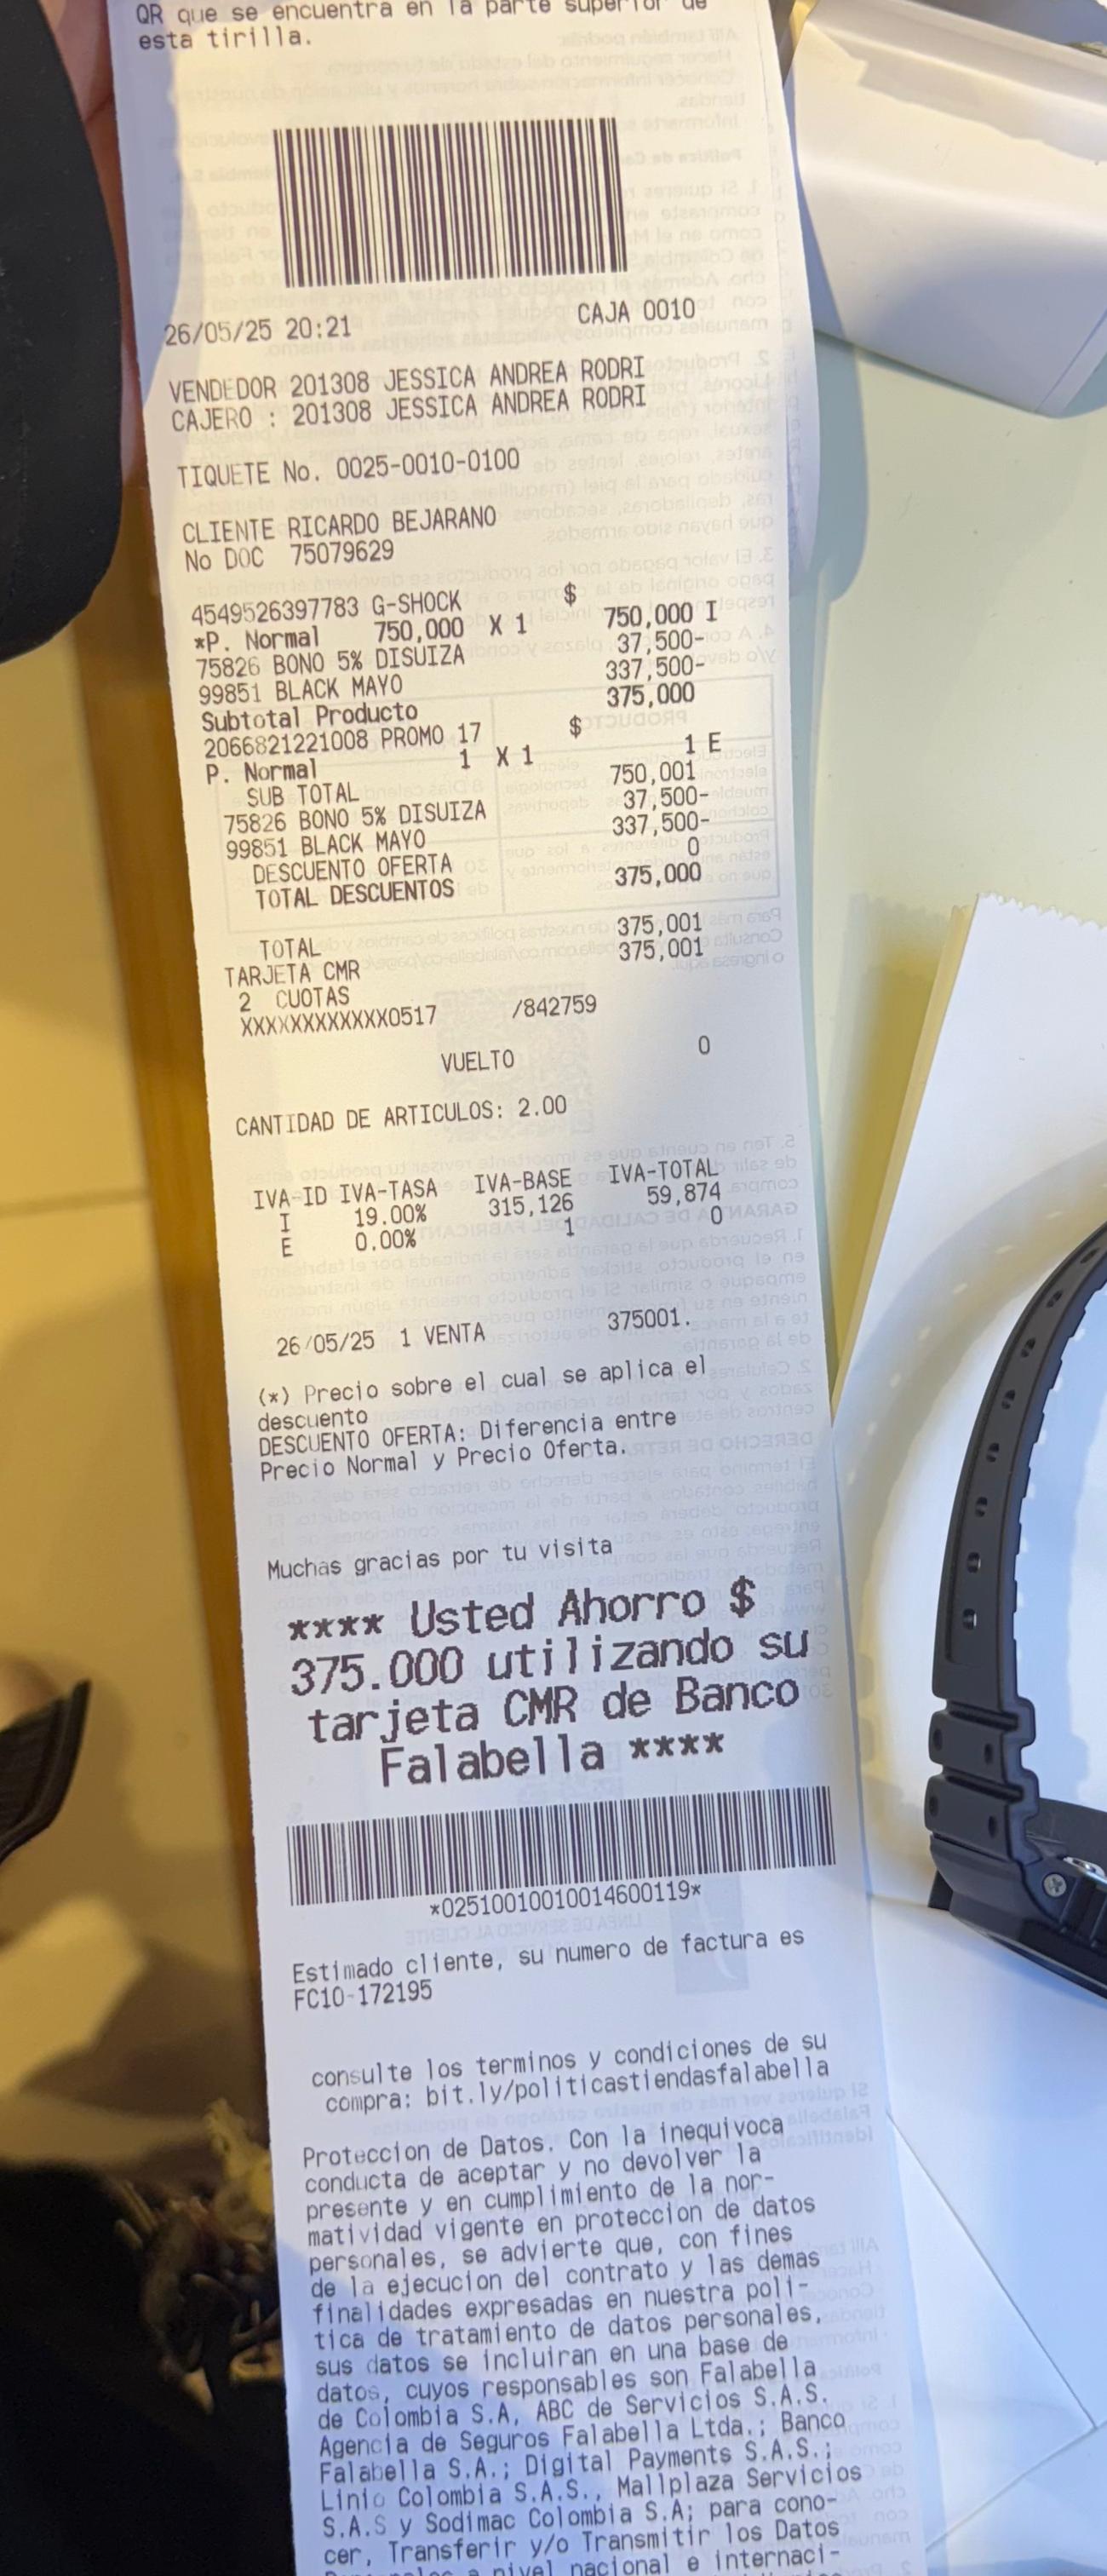 QR que se encuentra en la parte superior de
esta tirilla.
26/05/25 20:21 CAJA 0010
VENDEDOR 201308 JESSICA ANDREA RODRI
CAJERO : 201308 JESSICA ANDREA RODRI
TIQUETE No. 0025-0010-0100
CLIENTE RICARDO BEJARANO
No DOC 75079629
4549526397783 G-SHOCK $
*P. Normal 750,000 X 1 750,000 I
75826 BONO 5% DISUIZA 37,500-
99851 BLACK MAYO 337,500-
Subtotal Producto 375,000
2066821221008 PROMO 17 $
P. Normal 1 X 1 1 E
SUB TOTAL 750,001
75826 BONO 5% DISUIZA 37,500-
99851 BLACK MAYO 337,500-
DESCUENTO OFERTA 0
TOTAL DESCUENTOS 375,000
TOTAL 375,001
TARJETA CMR 375,001
2 CUOTAS
XXXXXXXXXXXX0517 /842759
VUELTO 0
CANTIDAD DE ARTICULOS: 2.00
IVA-ID IVA-TASA IVA-BASE IVA-TOTAL
I 19.00% 315,126 59,874
E 0.00% 1 0
26/05/25 1 VENTA 375001.
(*) Precio sobre el cual se aplica el
descuento
DESCUENTO OFERTA: Diferencia entre
Precio Normal y Precio Oferta.
Muchas gracias por tu visita
**** Usted Ahorro $
375.000 utilizando su
tarjeta CMR de Banco
Falabella ****
*02510010010014600119*
Estimado cliente, su numero de factura es
FC10-172195
consulte los terminos y condiciones de su
compra: bit.ly/politicastiendasfalabella
Proteccion de Datos. Con la inequivoca
conducta de aceptar y no devolver la
presente y en cumplimiento de la nor-
matividad vigente en proteccion de datos
personales, se advierte que, con fines
de la ejecucion del contrato y las demas
finalidades expresadas en nuestra poli-
tica de tratamiento de datos personales,
sus datos se incluiran en una base de
datos, cuyos responsables son Falabella
de Colombia S.A, ABC de Servicios S.A.S.
Agencia de Seguros Falabella Ltda.; Banco
Falabella S.A.; Digital Payments S.A.S.;
Linio Colombia S.A.S., Mallplaza Servicios
S.A.S y Sodimac Colombia S.A; para cono-
cer, Transferir y/o Transmitir los Datos
a nivel nacional e internaci-